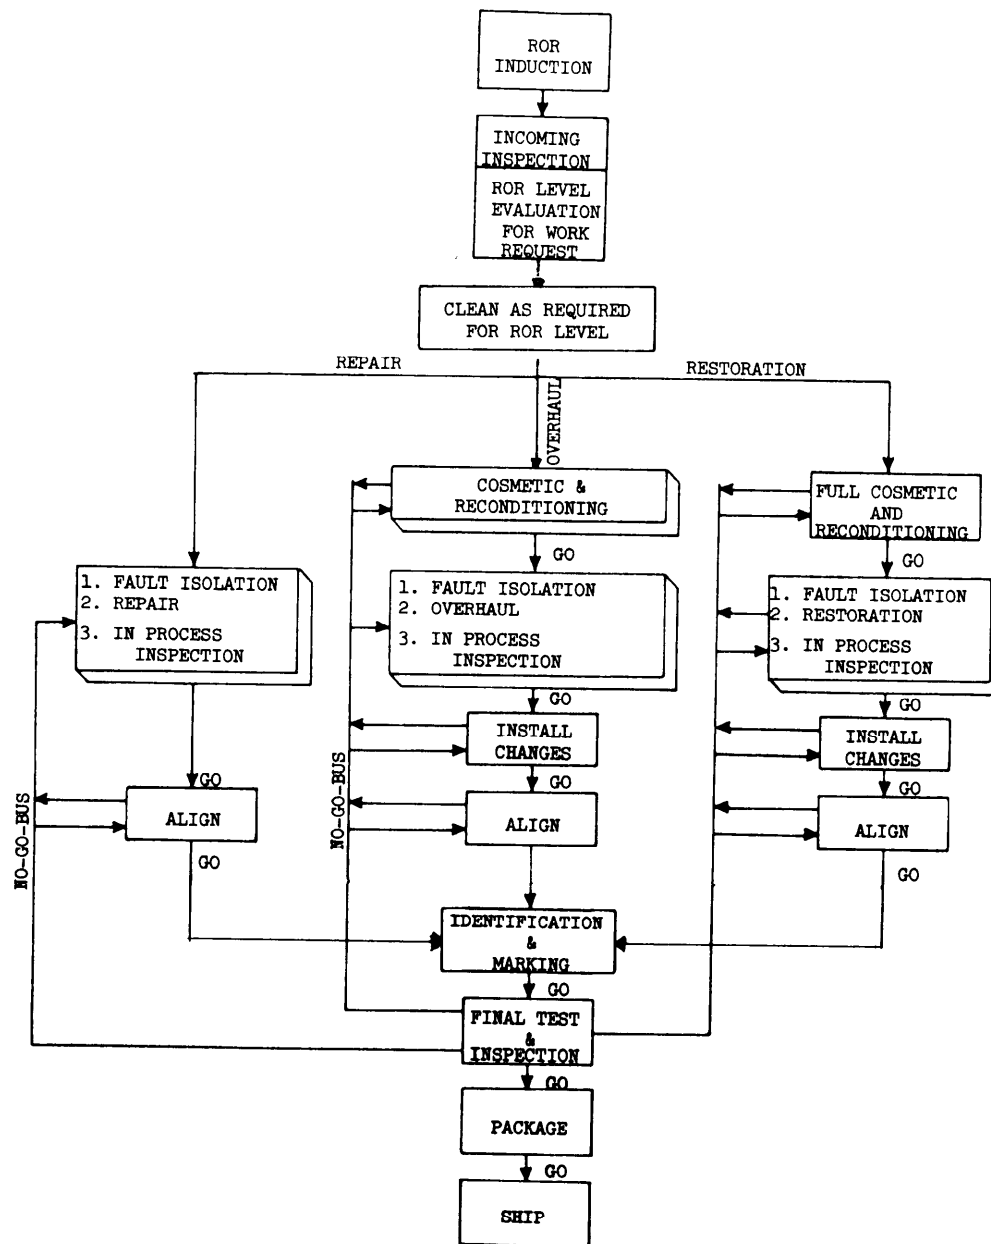 ROR
INDUCTION
INCOMING
INSPECTION
ROR LEVEL
EVALUATION
FOR WORK
REQUEST
CLEAN AS REQUIRED
FOR ROR LEVEL
REPAIR
OVERHAUL
RESTORATION
COSMETIC &
RECONDITIONING
GO
FULL COSMETIC
AND
RECONDITIONING
GO
1. FAULT ISOLATION
2. REPAIR
3. IN PROCESS
INSPECTION
1. FAULT ISOLATION
2. OVERHAUL
3. IN PROCESS
INSPECTION
1. FAULT ISOLATION
2. RESTORATION
3. IN PROCESS
INSPECTION
GO
GO
INSTALL
CHANGES
INSTALL
CHANGES
GO
GO
GO
NO-GO-BUS
NO-GO-BUS
ALIGN
ALIGN
ALIGN
GO
GO
IDENTIFICATION
&
MARKING
GO
FINAL TEST
&
INSPECTION
GO
PACKAGE
GO
SHIP